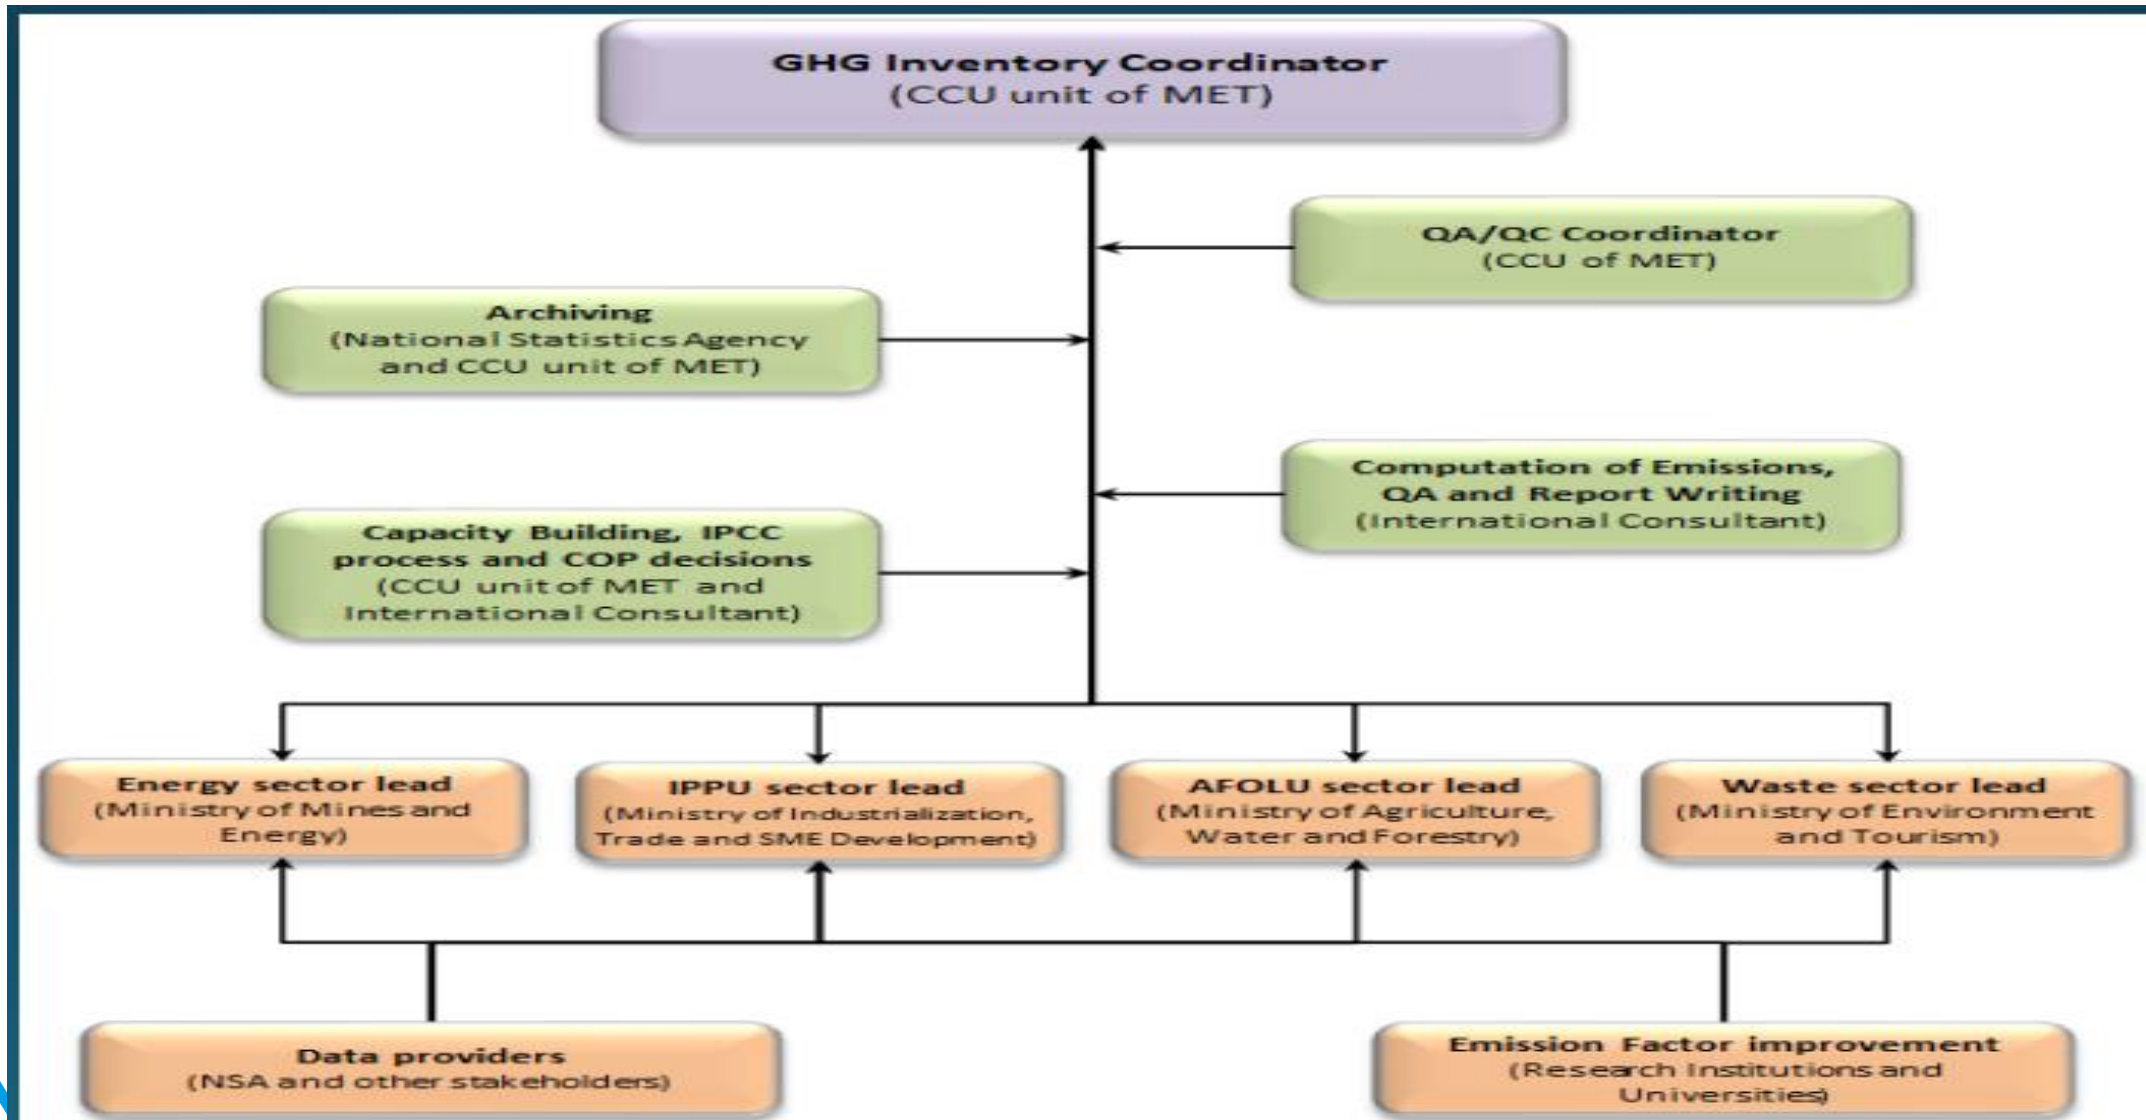 GHG Inventory Coordinator
(CCU unit of MET)
QA/QC Coordinator
(CCU of MET)
Archiving
(National Statistics Agency
and CCU unit of MET)
Computation of Emissions,
QA and Report Writing
(International Consultant)
Capacity Building, IPCC
process and COP decisions
(CCU unit of MET and
International Consultant)
Energy sector lead
(Ministry of Mines and
Energy)
IPPU sector lead
(Ministry of Industrialization,
Trade and SME Development)
AFOLU sector lead
(Ministry of Agriculture,
Water and Forestry)
Waste sector lead
(Ministry of Environment
and Tourism)
Data providers
(NSA and other stakeholders)
Emission Factor improvement
(Research Institutions and
Universities)